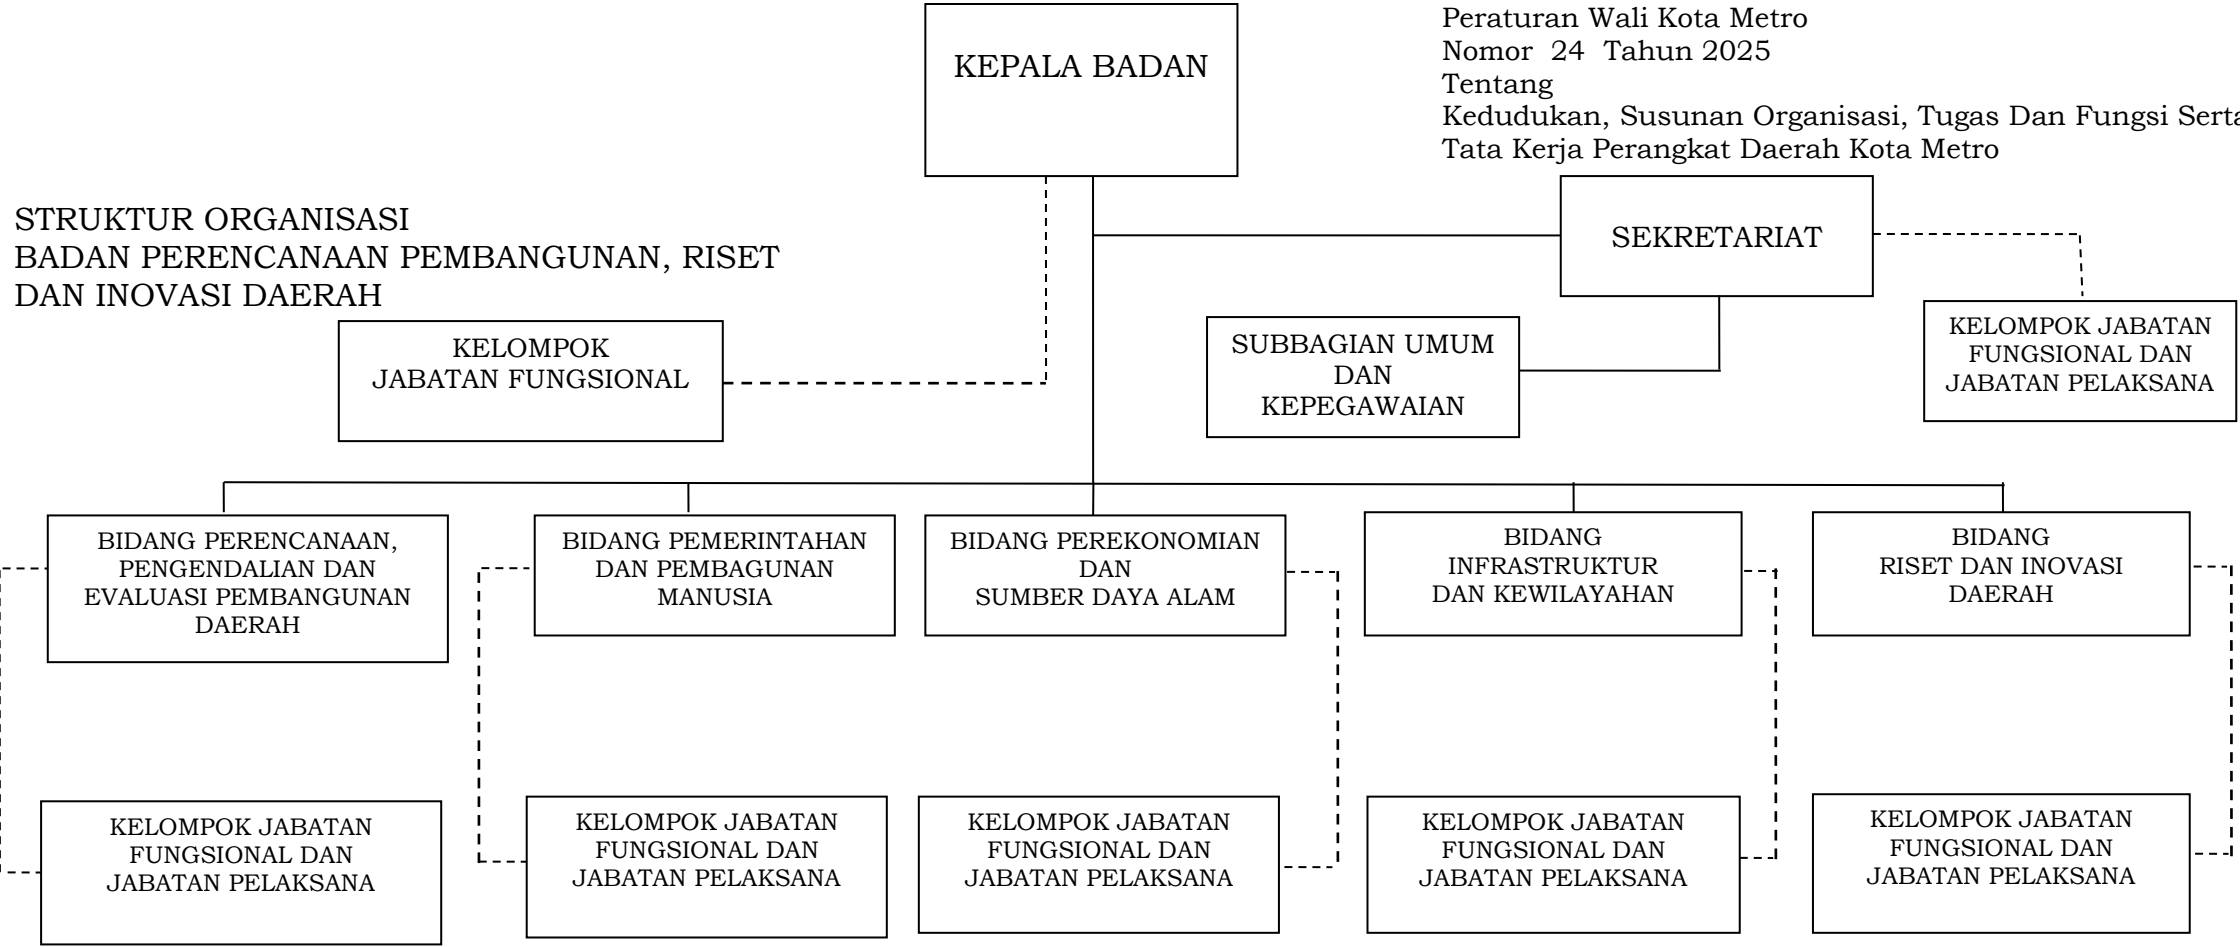 KEPALA BADAN
Peraturan Wali Kota Metro
Nomor 24 Tahun 2025
Tentang
Kedudukan, Susunan Organisasi, Tugas Dan Fungsi Serta
Tata Kerja Perangkat Daerah Kota Metro
STRUKTUR ORGANISASI
BADAN PERENCANAAN PEMBANGUNAN, RISET
DAN INOVASI DAERAH
SEKRETARIAT
KELOMPOK
JABATAN FUNGSIONAL
SUBBAGIAN UMUM
DAN
KEPEGAWAIAN
KELOMPOK JABATAN
FUNGSIONAL DAN
JABATAN PELAKSANA
BIDANG PERENCANAAN,
PENGENDALIAN DAN
EVALUASI PEMBANGUNAN
DAERAH
BIDANG PEMERINTAHAN
DAN PEMBAGUNAN
MANUSIA
BIDANG PEREKONOMIAN
DAN
SUMBER DAYA ALAM
BIDANG
INFRASTRUKTUR
DAN KEWILAYAHAN
BIDANG
RISET DAN INOVASI
DAERAH
KELOMPOK JABATAN
FUNGSIONAL DAN
JABATAN PELAKSANA
KELOMPOK JABATAN
FUNGSIONAL DAN
JABATAN PELAKSANA
KELOMPOK JABATAN
FUNGSIONAL DAN
JABATAN PELAKSANA
KELOMPOK JABATAN
FUNGSIONAL DAN
JABATAN PELAKSANA
KELOMPOK JABATAN
FUNGSIONAL DAN
JABATAN PELAKSANA